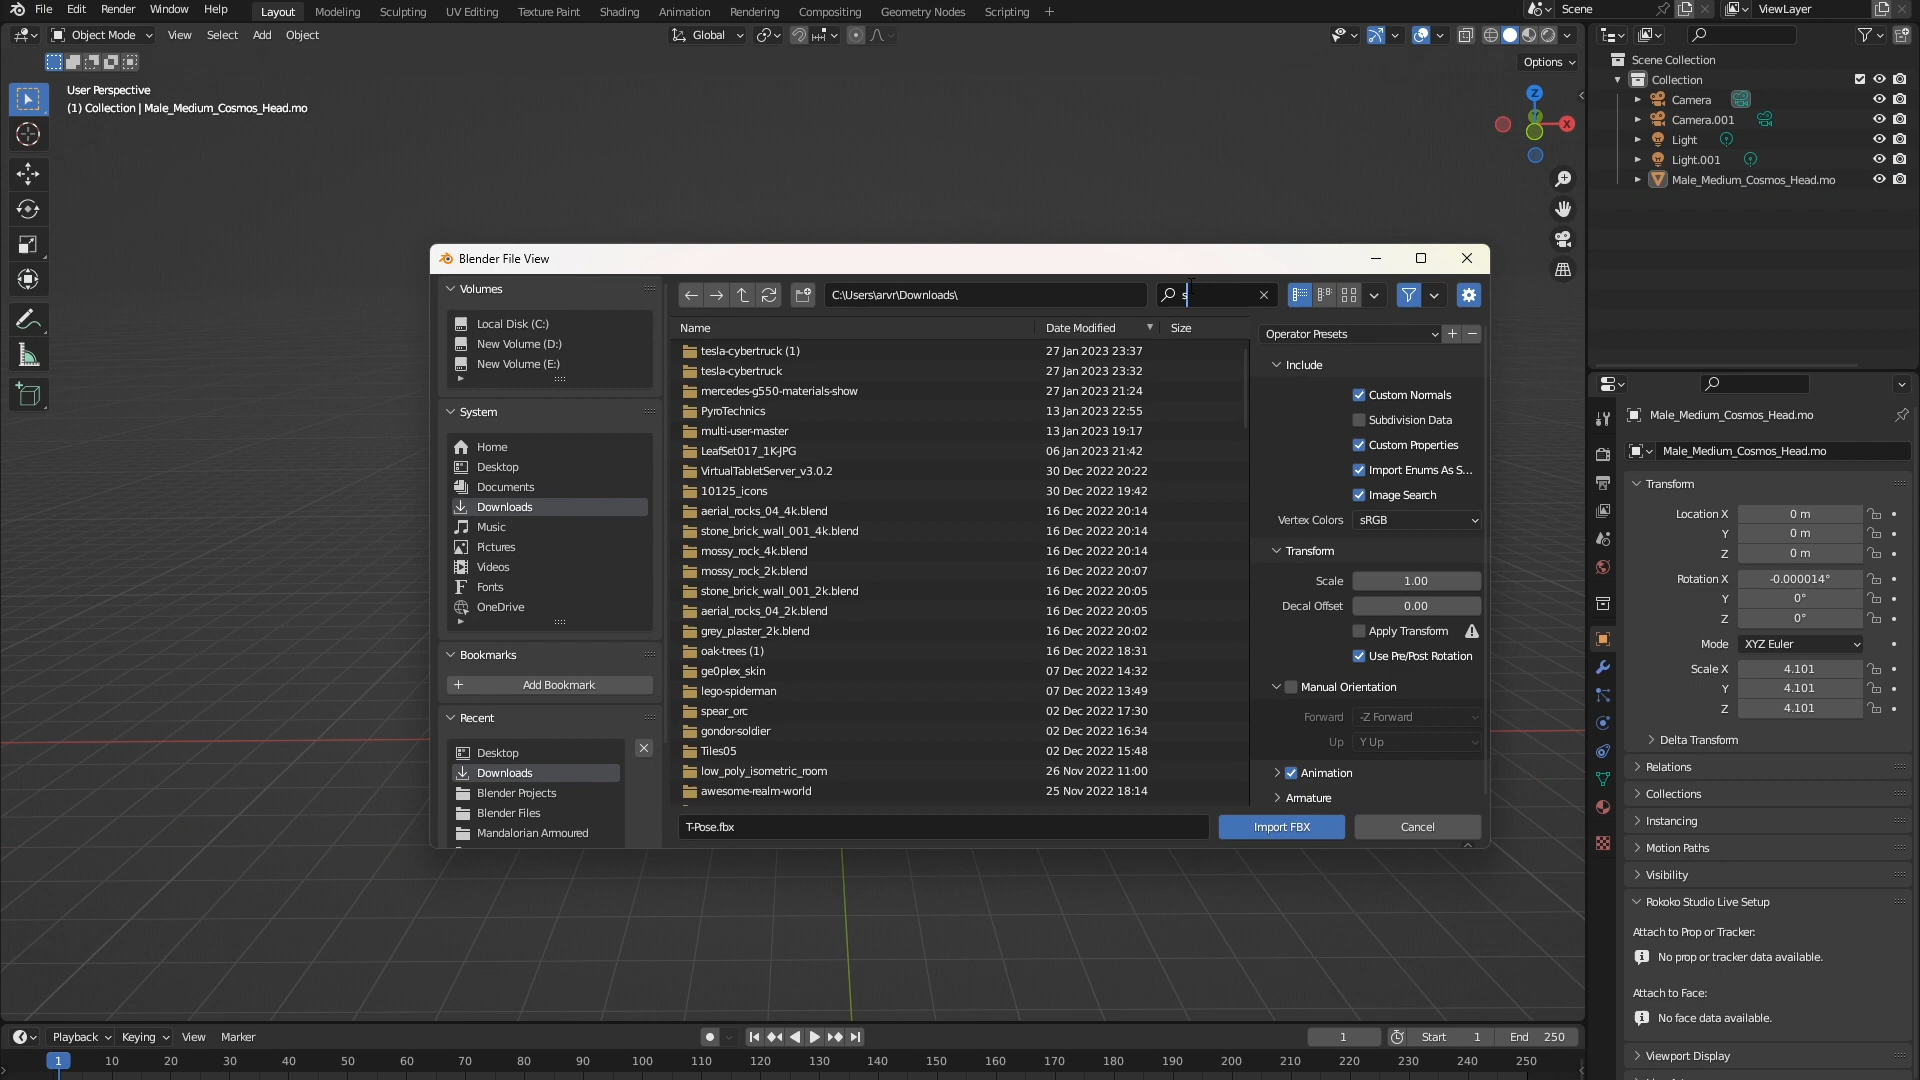 File Edit Render Window Help Layout Modeling Sculpting UV Editing Texture Paint Shading Animation Rendering Compositing Geometry Nodes Scripting + Scene ViewLayer
Object Mode View Select Add Object Global
Options
User Perspective
(1) Collection | Male_Medium_Cosmos_Head.mo
Z
X
Scene Collection
Collection
Camera
Camera.001
Light
Light.001
Male_Medium_Cosmos_Head.mo
Blender File View
Volumes
Local Disk (C:)
New Volume (D:)
New Volume (E:)
System
Home
Desktop
Documents
Downloads
Music
Pictures
Videos
Fonts
OneDrive
Bookmarks
Add Bookmark
Recent
Desktop
Downloads
Blender Projects
Blender Files
Mandalorian Armoured
C:\Users\arvr\Downloads\ s
Name Date Modified Size
tesla-cybertruck (1) 27 Jan 2023 23:37
tesla-cybertruck 27 Jan 2023 23:32
mercedes-g550-materials-show 27 Jan 2023 21:24
PyroTechnics 13 Jan 2023 22:55
multi-user-master 13 Jan 2023 19:17
LeafSet017_1K-JPG 06 Jan 2023 21:42
VirtualTabletServer_v3.0.2 30 Dec 2022 20:22
10125_icons 30 Dec 2022 19:42
aerial_rocks_04_4k.blend 16 Dec 2022 20:14
stone_brick_wall_001_4k.blend 16 Dec 2022 20:14
mossy_rock_4k.blend 16 Dec 2022 20:14
mossy_rock_2k.blend 16 Dec 2022 20:07
stone_brick_wall_001_2k.blend 16 Dec 2022 20:05
aerial_rocks_04_2k.blend 16 Dec 2022 20:05
grey_plaster_2k.blend 16 Dec 2022 20:02
oak-trees (1) 16 Dec 2022 18:31
ge0plex_skin 07 Dec 2022 14:32
lego-spiderman 07 Dec 2022 13:49
spear_orc 02 Dec 2022 17:30
gondor-soldier 02 Dec 2022 16:34
Tiles05 02 Dec 2022 15:48
low_poly_isometric_room 26 Nov 2022 11:00
awesome-realm-world 25 Nov 2022 18:14
T-Pose.fbx Import FBX Cancel
Operator Presets
Include
Custom Normals
Subdivision Data
Custom Properties
Import Enums As S...
Image Search
Vertex Colors sRGB
Transform
Scale 1.00
Decal Offset 0.00
Apply Transform
Use Pre/Post Rotation
Manual Orientation
Forward -Z Forward
Up Y Up
Animation
Armature
Male_Medium_Cosmos_Head.mo
Male_Medium_Cosmos_Head.mo
Transform
Location X 0 m
Y 0 m
Z 0 m
Rotation X -0.000014°
Y 0°
Z 0°
Mode XYZ Euler
Scale X 4.101
Y 4.101
Z 4.101
Delta Transform
Relations
Collections
Instancing
Motion Paths
Visibility
Rokoko Studio Live Setup
Attach to Prop or Tracker:
No prop or tracker data available.
Attach to Face:
No face data available.
Viewport Display
Playback Keying View Marker 1 Start 1 End 250
1 10 20 30 40 50 60 70 80 90 100 110 120 130 140 150 160 170 180 190 200 210 220 230 240 250